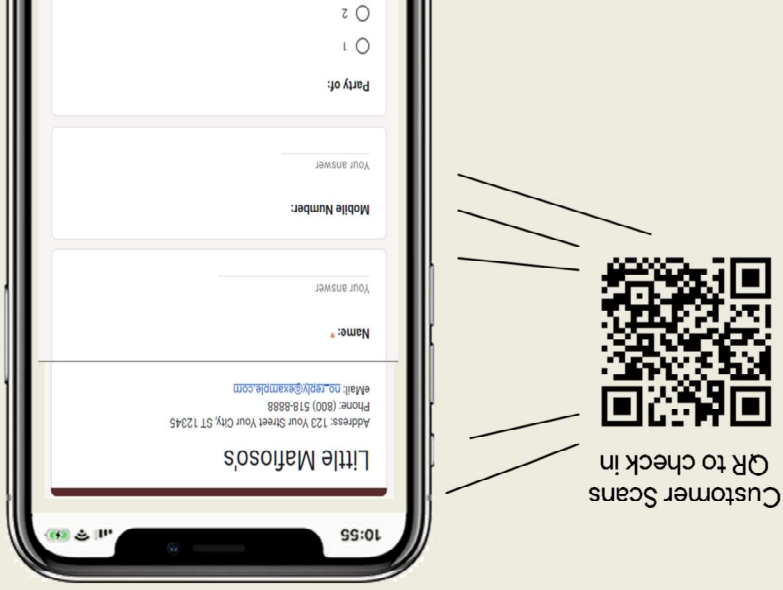 Customer Scans
QR to check in
10:55
Little Mafioso's
Address: 123 Your Street Your City, ST 12345
Phone: (800) 518-8888
eMail: no_reply@example.com
Name: *
Your answer
Mobile Number:
Your answer
Party of:
1
2